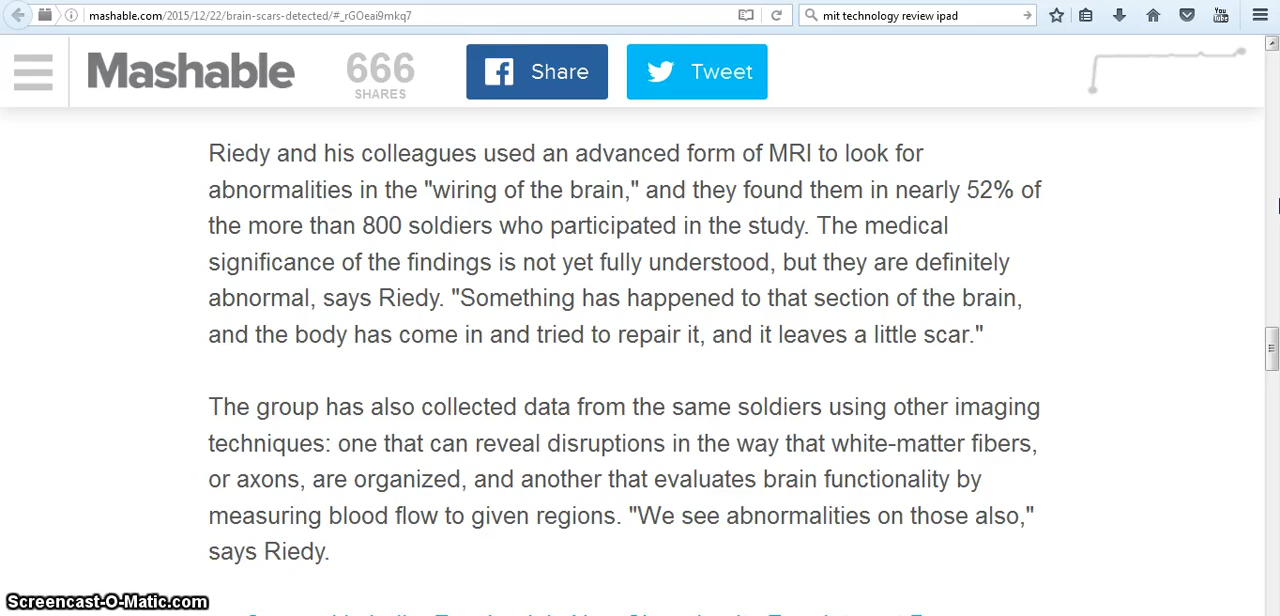 mashable.com/2015/12/22/brain-scars-detected/#_rGOeai9mkq7
mit technology review ipad
You
Tube
Mashable
666
SHARES
Share
Tweet
Riedy and his colleagues used an advanced form of MRI to look for
abnormalities in the "wiring of the brain," and they found them in nearly 52% of
the more than 800 soldiers who participated in the study. The medical
significance of the findings is not yet fully understood, but they are definitely
abnormal, says Riedy. "Something has happened to that section of the brain,
and the body has come in and tried to repair it, and it leaves a little scar."
The group has also collected data from the same soldiers using other imaging
techniques: one that can reveal disruptions in the way that white-matter fibers,
or axons, are organized, and another that evaluates brain functionality by
measuring blood flow to given regions. "We see abnormalities on those also,"
says Riedy.
Screencast-O-Matic.com